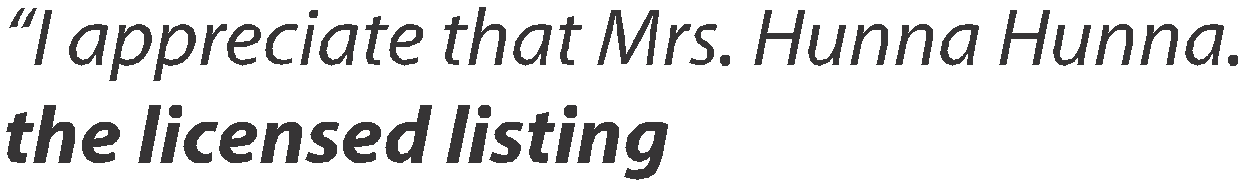 “I appreciate that Mrs. Hunna Hunna.
the licensed listing